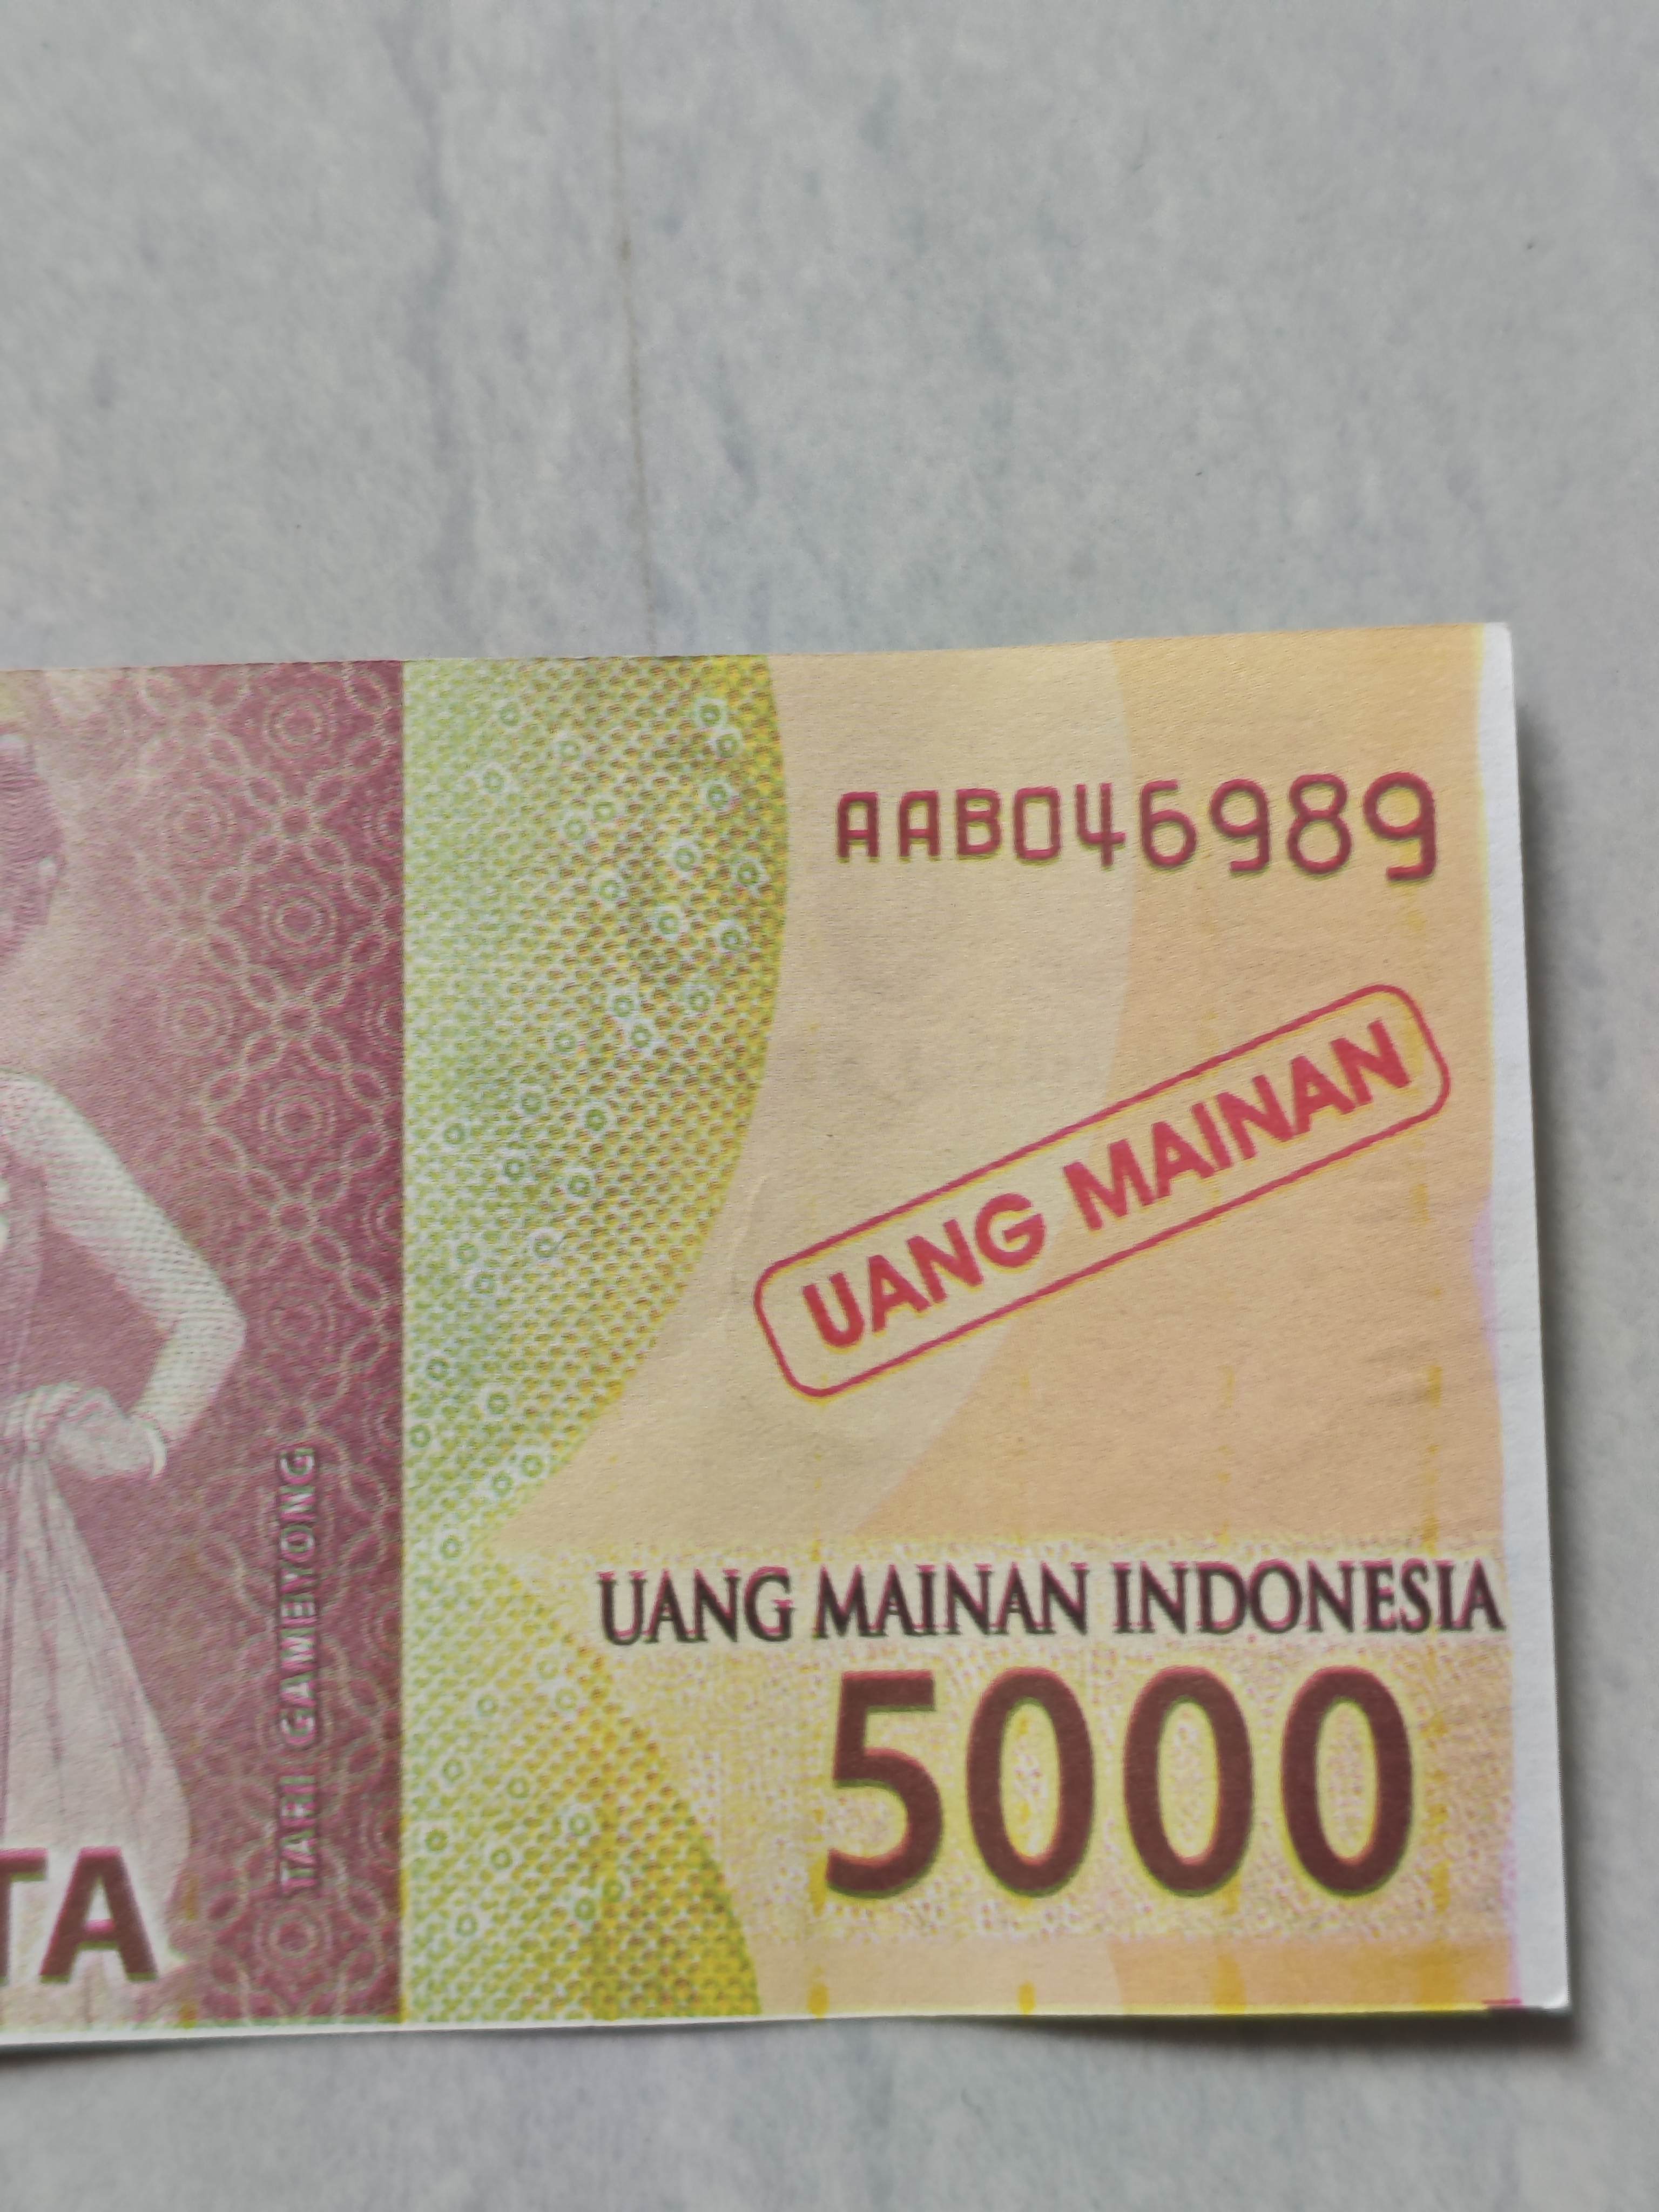 AAB046989
UANG MAINAN
TARI GAMBYONG
UANG MAINAN INDONESIA
5000
TA